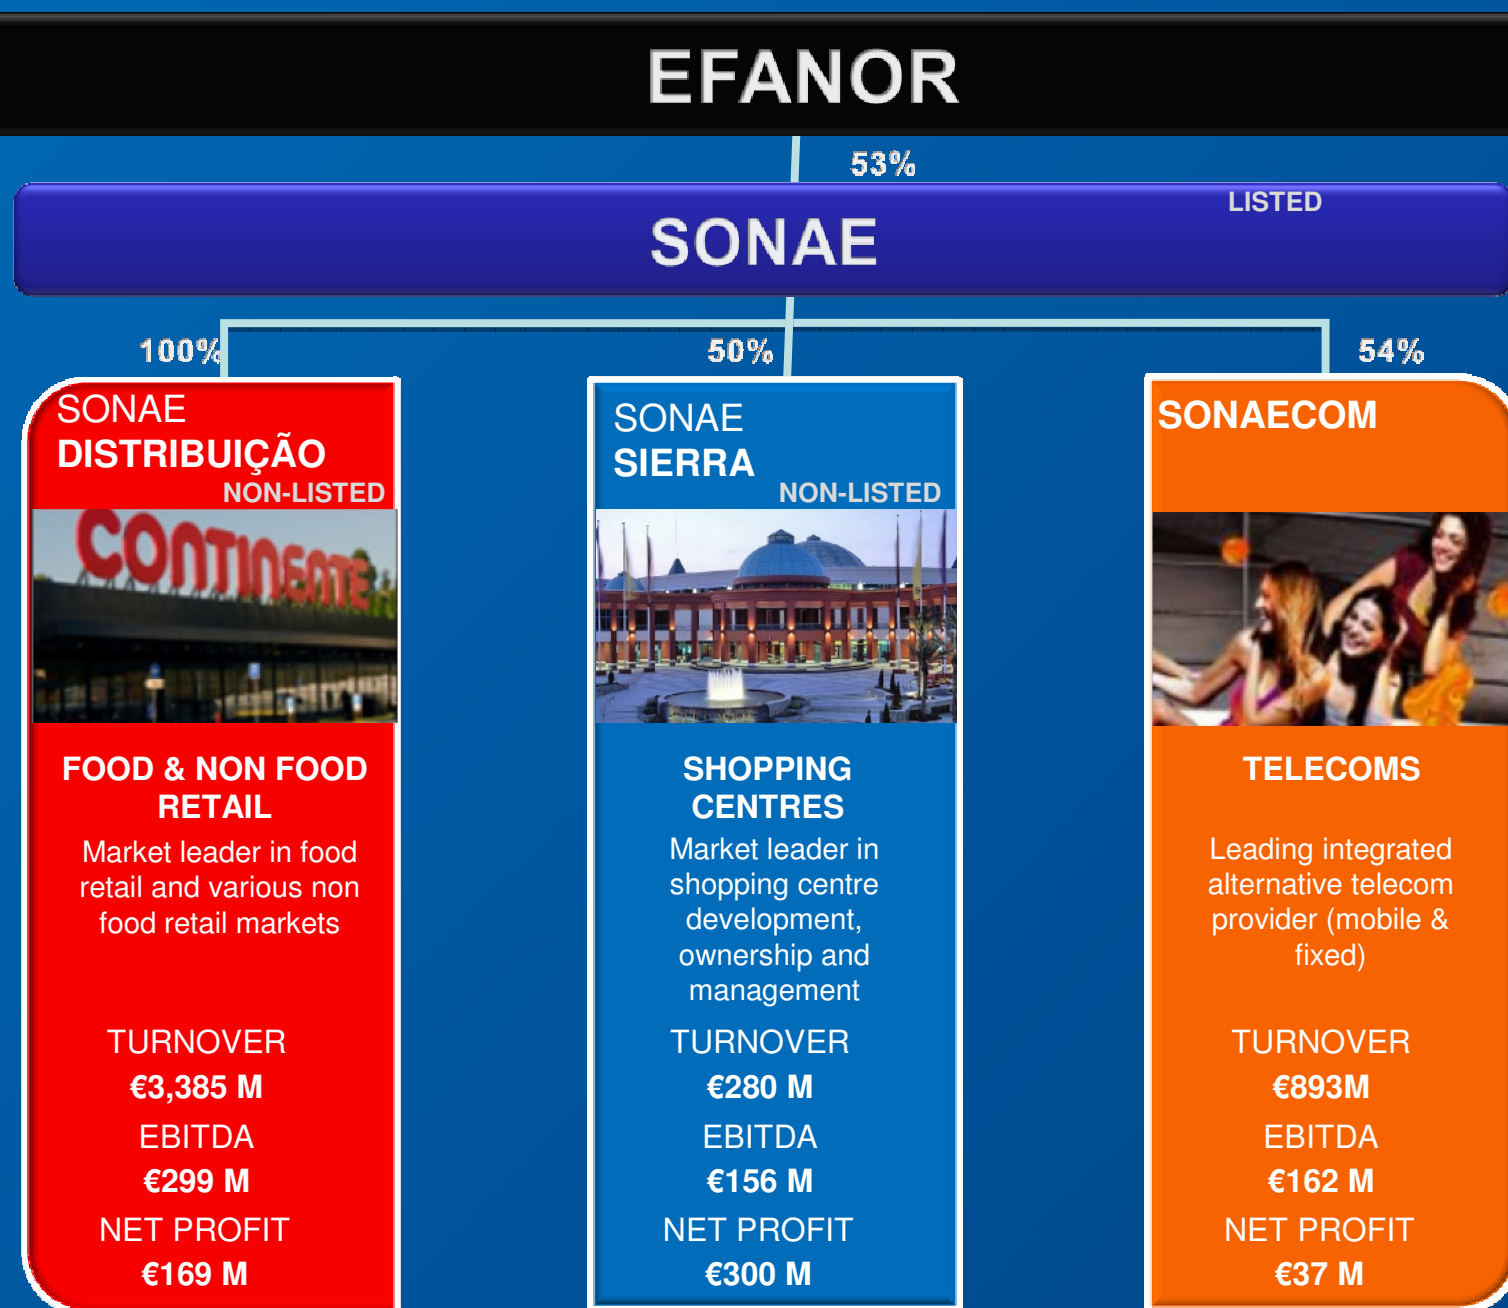 EFANOR
53%
LISTED
SONAE
100%
50%
54%
SONAE
DISTRIBUIÇÃO
NON-LISTED
CONTINENTE
FOOD & NON FOOD
RETAIL
Market leader in food
retail and various non
food retail markets
TURNOVER
€3,385 M
EBITDA
€299 M
NET PROFIT
€169 M
SONAE
SIERRA
NON-LISTED
SHOPPING
CENTRES
Market leader in
shopping centre
development,
ownership and
management
TURNOVER
€280 M
EBITDA
€156 M
NET PROFIT
€300 M
SONAECOM
TELECOMS
Leading integrated
alternative telecom
provider (mobile &
fixed)
TURNOVER
€893M
EBITDA
€162 M
NET PROFIT
€37 M